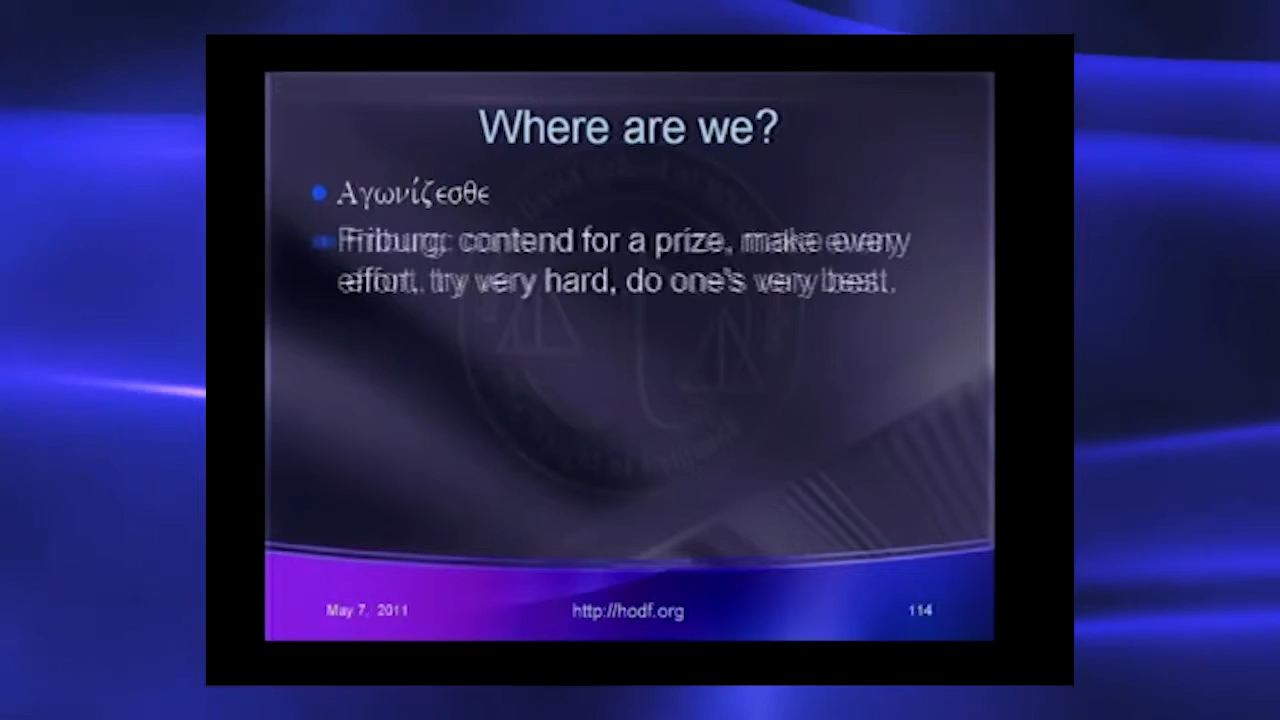 Where are we?
Αγωνίζεσθε
Friburg: contend for a prize, make every
effort, try very hard, do one's very best.
May 7, 2011
http://hodf.org
114